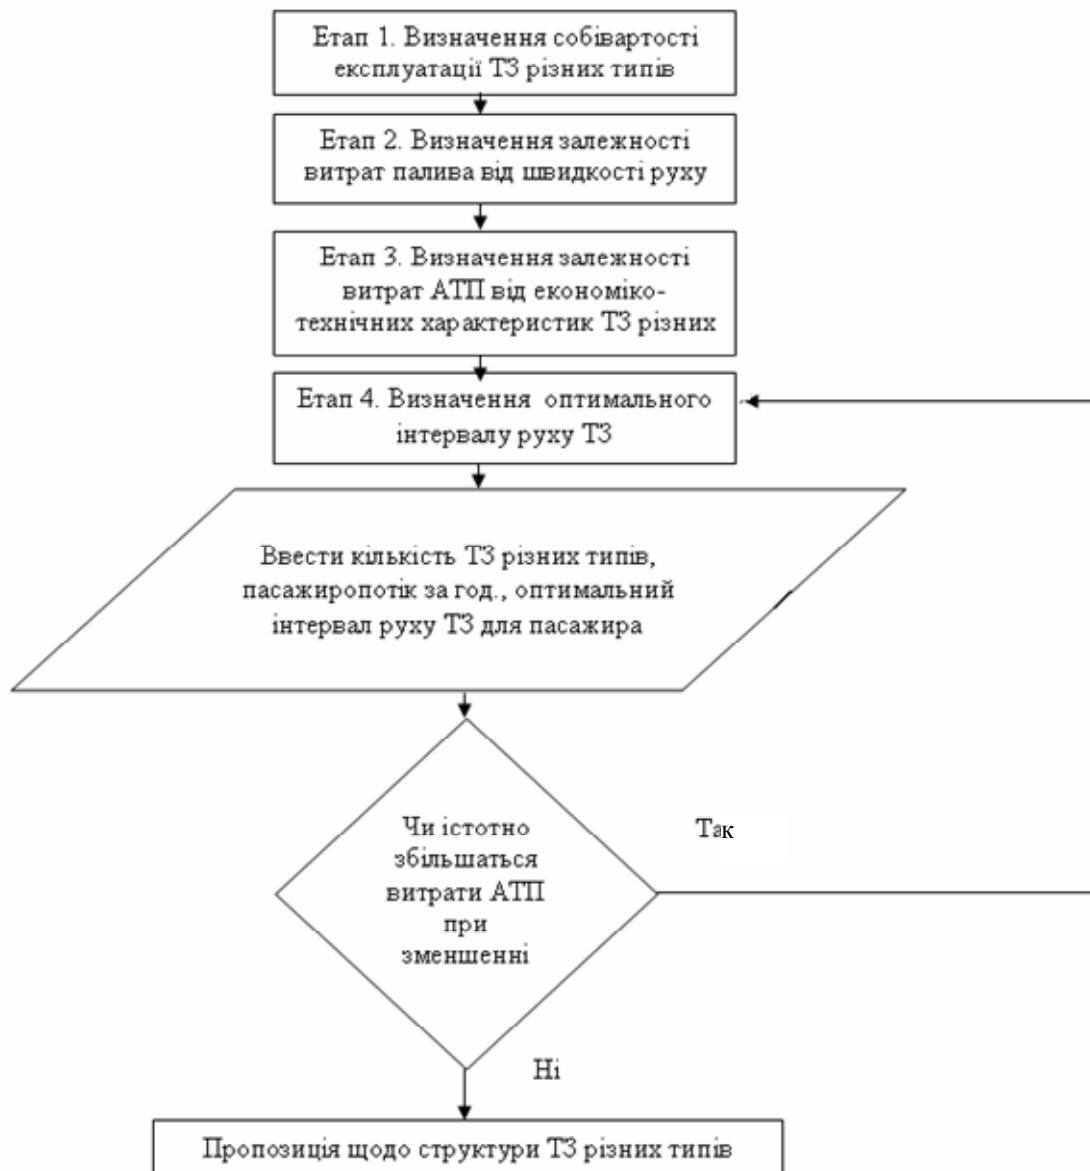 Етап 1. Визначення собівартості
експлуатації ТЗ різних типів
Етап 2. Визначення залежності
витрат палива від швидкості руху
Етап 3. Визначення залежності
витрат АТП від економіко-
технічних характеристик ТЗ різних
Етап 4. Визначення оптимального
інтервалу руху ТЗ
Ввести кількість ТЗ різних типів,
пасажиропотік за год., оптимальний
інтервал руху ТЗ для пасажира
Чи істотно
збільшаться
витрати АТП
при
зменшенні
Так
Ні
Пропозиція щодо структури ТЗ різних типів